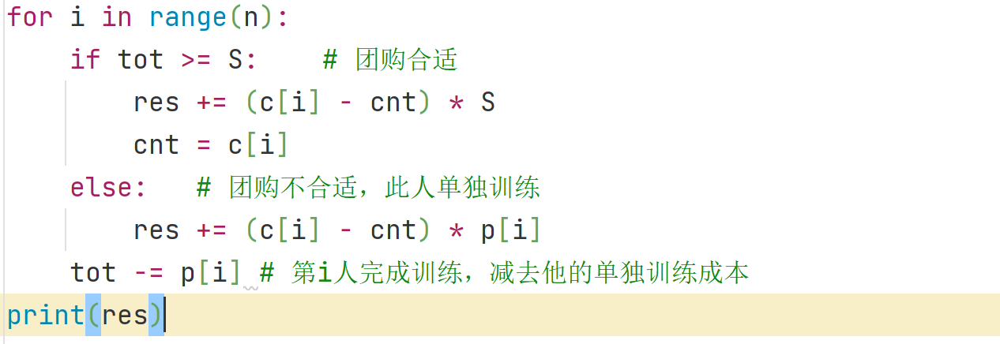 for i in range(n):
    if tot >= S:    # 团购合适
        res += (c[i] - cnt) * S
        cnt = c[i]
    else:   # 团购不合适，此人单独训练
        res += (c[i] - cnt) * p[i]
    tot -= p[i] # 第i人完成训练，减去他的单独训练成本
print(res)